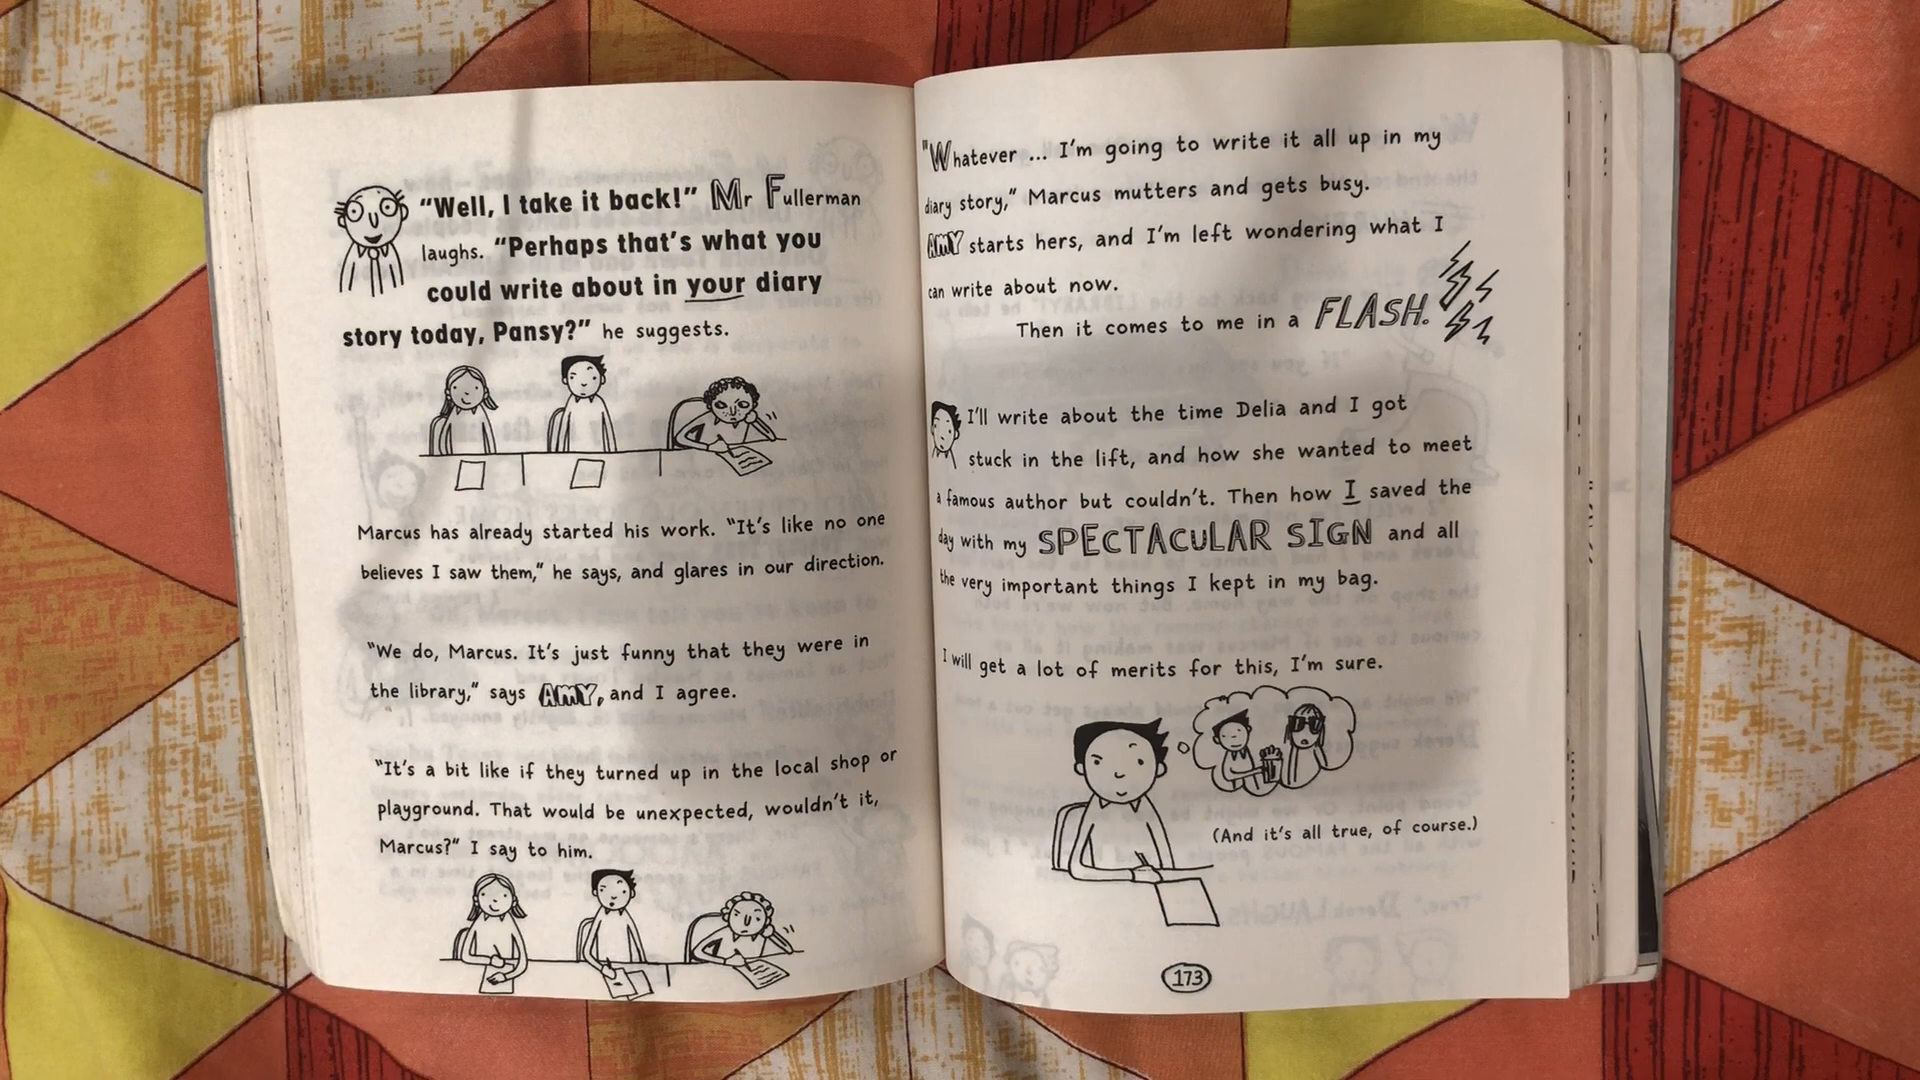 "Well, I take it back!" Mr Fullerman
laughs. "Perhaps that's what you
could write about in your diary
story today, Pansy?" he suggests.
Marcus has already started his work. "It's like no one
believes I saw them," he says, and glares in our direction.
"We do, Marcus. It's just funny that they were in
the library," says AMY, and I agree.
"It's a bit like if they turned up in the local shop or
playground. That would be unexpected, wouldn't it,
Marcus?" I say to him.
"Whatever ... I'm going to write it all up in my
diary story," Marcus mutters and gets busy.
AMY starts hers, and I'm left wondering what I
can write about now.
Then it comes to me in a FLASH.
I'll write about the time Delia and I got
stuck in the lift, and how she wanted to meet
a famous author but couldn't. Then how I saved the
day with my SPECTACULAR SIGN and all
the very important things I kept in my bag.
I will get a lot of merits for this, I'm sure.
(And it's all true, of course.)
173